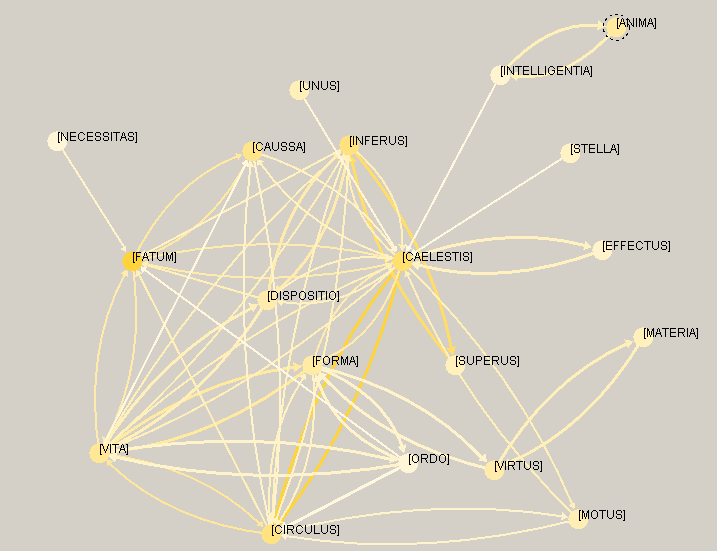 [ANIMA]
[INTELLIGENTIA]
[UNUS]
[NECESSITAS]
[CAUSSA]
[INFERUS]
[STELLA]
[FATUM]
[CAELESTIS]
[EFFECTUS]
[DISPOSITIO]
[MATERIA]
[FORMA]
[SUPERUS]
[VITA]
[ORDO]
[VIRTUS]
[CIRCULUS]
[MOTUS]